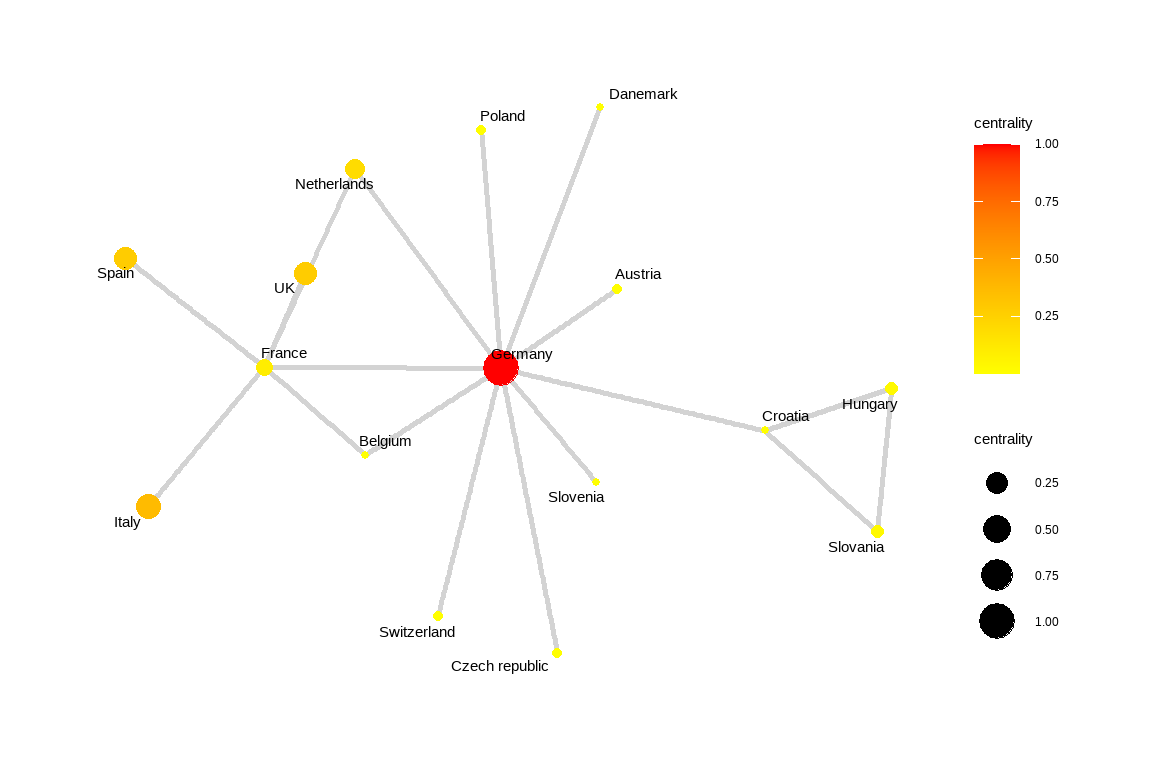 Danemark
Poland
centrality
1.00
Netherlands
0.75
Spain
UK
Austria
0.50
0.25
France
Germany
Hungary
Croatia
Belgium
centrality
Slovenia
0.25
Italy
0.50
Slovania
0.75
Switzerland
1.00
Czech republic